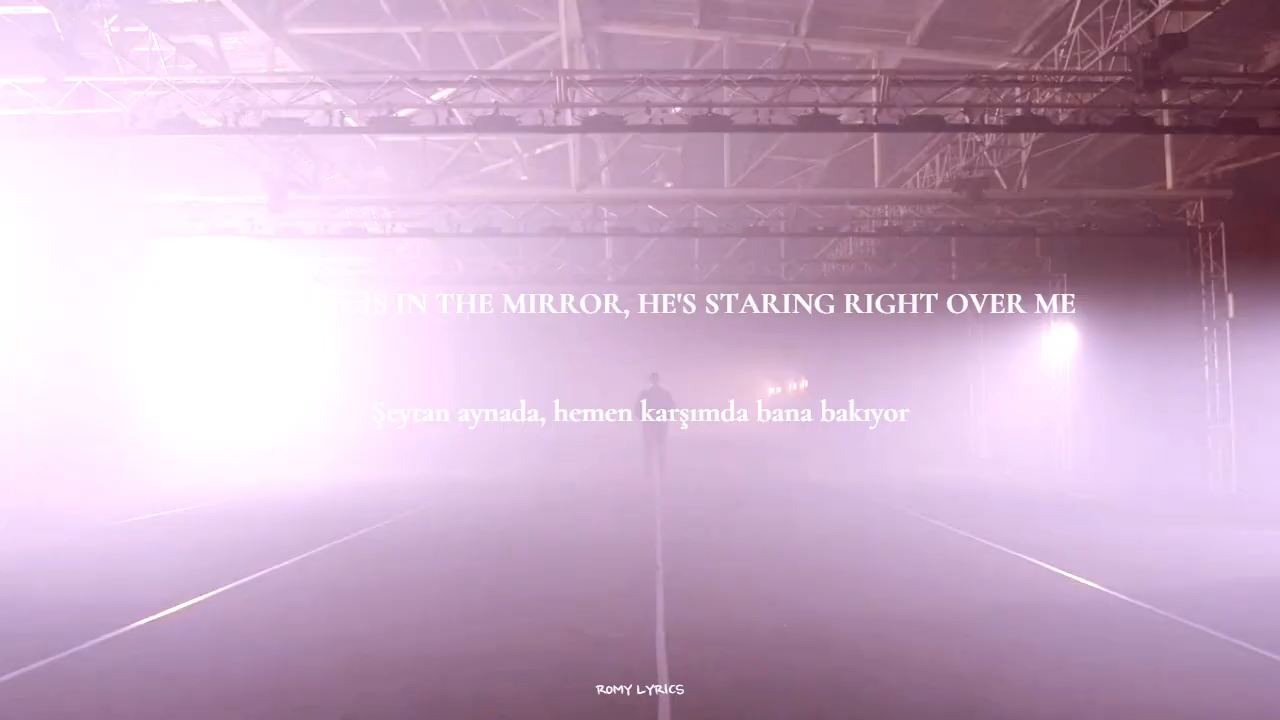 IS IN THE MIRROR, HE'S STARING RIGHT OVER ME
Şeytan aynada, hemen karşımda bana bakıyor
ROMY LYRICS